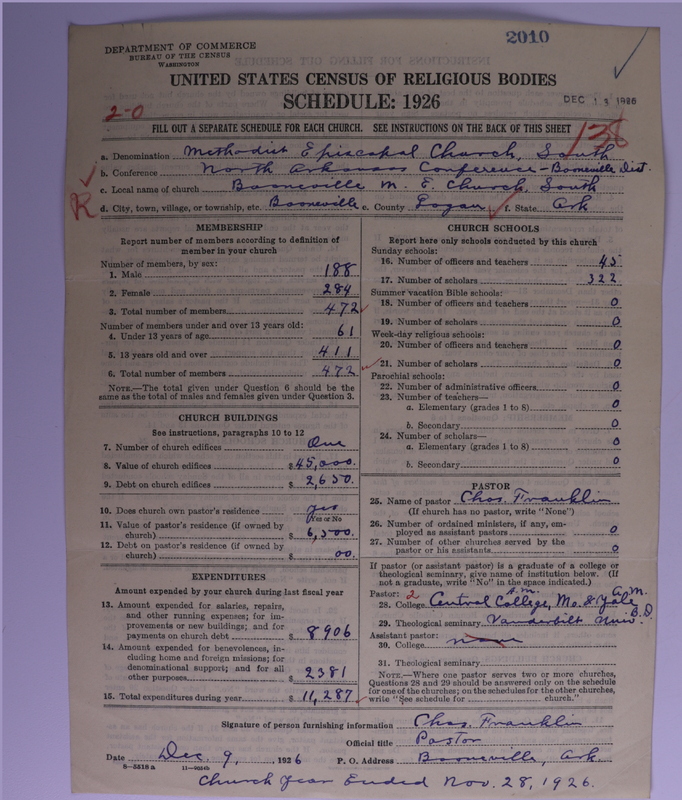 2010
DEPARTMENT OF COMMERCE
BUREAU OF THE CENSUS
WASHINGTON
UNITED STATES CENSUS OF RELIGIOUS BODIES
SCHEDULE: 1926
DEC 13 1926
2-0
138
FILL OUT A SEPARATE SCHEDULE FOR EACH CHURCH. SEE INSTRUCTIONS ON THE BACK OF THIS SHEET
a. Denomination Methodist Episcopal Church, South
b. Conference North Arkansas Conference - Booneville Dist.
c. Local name of church Booneville M. E. Church, South
R
d. City, town, village, or township, etc. Booneville e. County Logan f. State Ark
MEMBERSHIP
Report number of members according to definition of
member in your church
Number of members, by sex:
1. Male 188
2. Female 284
3. Total number of members 472
Number of members under and over 13 years old:
4. Under 13 years of age 61
5. 13 years old and over 411
6. Total number of members 472
NOTE.—The total given under Question 6 should be the
same as the total of males and females given under Question 3.
CHURCH BUILDINGS
See instructions, paragraphs 10 to 12
7. Number of church edifices One
8. Value of church edifices $ 45,000.
9. Debt on church edifices $ 2,650.
10. Does church own pastor's residence yes
(Yes or No)
11. Value of pastor's residence (if owned by
church) $ 6,500.
12. Debt on pastor's residence (if owned by
church) $ 00.
EXPENDITURES
Amount expended by your church during last fiscal year
13. Amount expended for salaries, repairs,
and other running expenses; for im-
provements or new buildings; and for
payments on church debt $ 8906
14. Amount expended for benevolences, in-
cluding home and foreign missions; for
denominational support; and for all
other purposes $ 2381
15. Total expenditures during year $ 11,287
CHURCH SCHOOLS
Report here only schools conducted by this church
Sunday schools:
16. Number of officers and teachers 45
17. Number of scholars 322
Summer vacation Bible schools:
18. Number of officers and teachers 0
19. Number of scholars 0
Week-day religious schools:
20. Number of officers and teachers 0
21. Number of scholars 0
Parochial schools:
22. Number of administrative officers 0
23. Number of teachers—
a. Elementary (grades 1 to 8) 0
b. Secondary 0
24. Number of scholars—
a. Elementary (grades 1 to 8) 0
b. Secondary 0
PASTOR
25. Name of pastor Chas. Franklin
(If church has no pastor, write "None")
26. Number of ordained ministers, if any, em-
ployed as assistant pastors 0
27. Number of other churches served by the
pastor or his assistants 0
If pastor (or assistant pastor) is a graduate of a college or
theological seminary, give name of institution below. (If
not a graduate, write "No" in the space indicated.)
Pastor: 2 A.M. A.M.
28. College Central College, Mo. & Yale
29. Theological seminary Vanderbilt Univ. B.D.
Assistant pastor:
30. College none
31. Theological seminary
NOTE.—Where one pastor serves two or more churches,
Questions 28 and 29 should be answered only on the schedule
for one of the churches; on the schedules for the other churches,
write "See schedule for church."
Signature of person furnishing information Chas. Franklin
Official title Pastor
Date Dec. 9, 1926 P. O. Address Booneville, Ark.
8—5518a
Church year Ended Nov. 28, 1926.